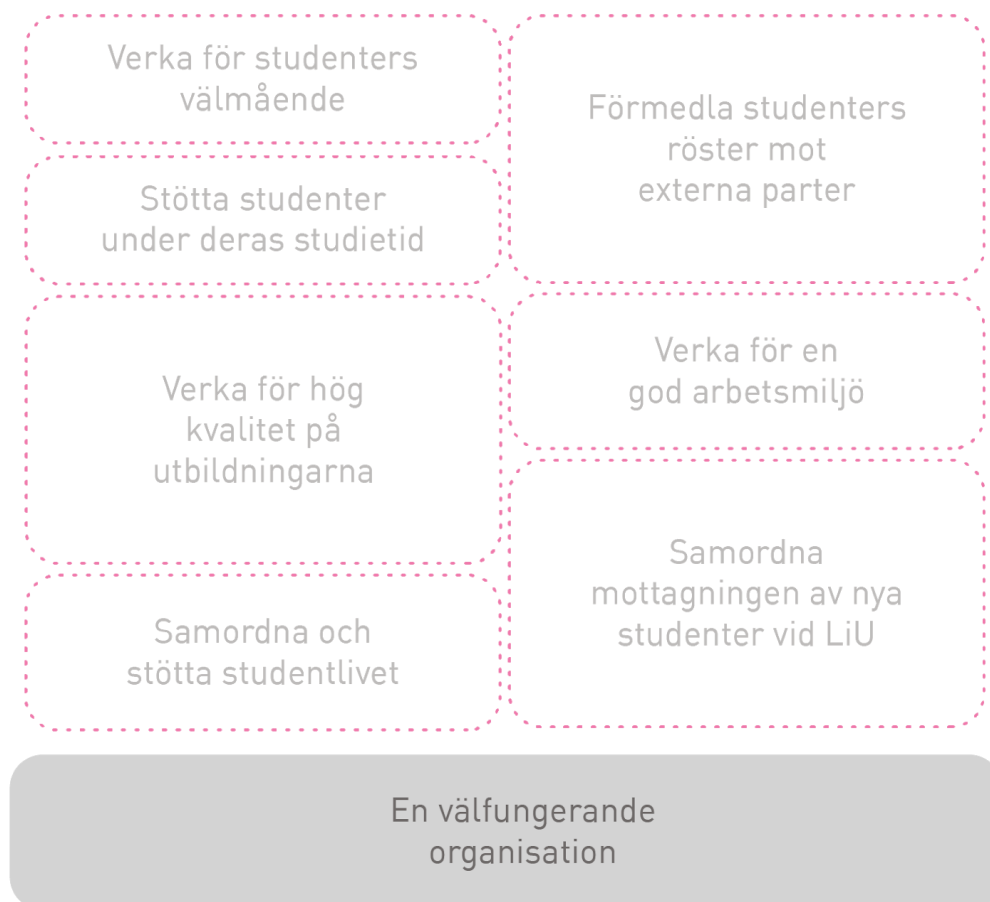 Verka för studenters
välmående
Stötta studenter
under deras studietid
Verka för hög
kvalitet på
utbildningarna
Samordna och
stötta studentlivet
Förmedla studenters
röster mot
externa parter
Verka för en
god arbetsmiljö
Samordna
mottagningen av nya
studenter vid LiU
En välfungerande
organisation